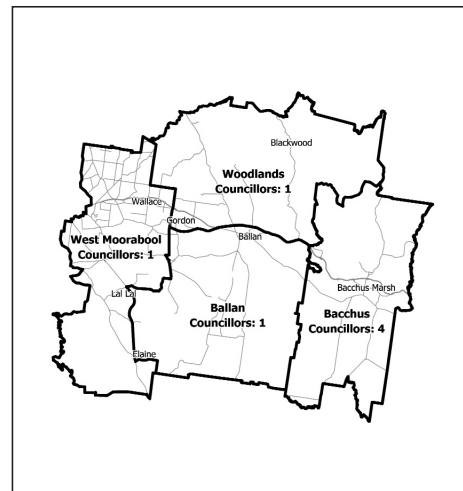 Blackwood
Woodlands
Councillors: 1
Wallace
Gordon
Ballan
West Moorabool
Councillors: 1
Lal Lal
Bacchus Marsh
Ballan
Councillors: 1
Bacchus
Councillors: 4
Elaine